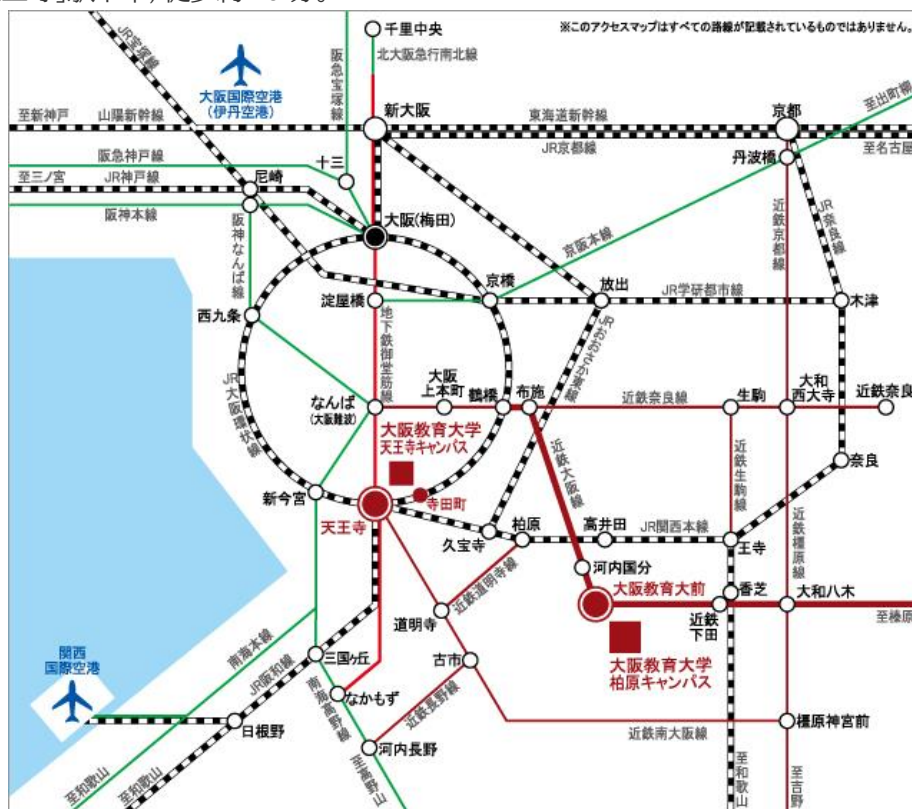 ※このアクセスマップはすべての路線が記載されているものではありません。
千里中央
北大阪急行南北線
JR宝塚線
阪急宝塚線
大阪国際空港
(伊丹空港)
至新神戸
山陽新幹線
新大阪
東海道新幹線
京都
至出町柳
JR京都線
至名古屋
阪急神戸線
十三
丹波橋
至三ノ宮
JR神戸線
尼崎
阪神本線
大阪(梅田)
阪神なんば線
京阪本線
近鉄京都線
JR奈良線
京橋
放出
淀屋橋
JR学研都市線
木津
西九条
地下鉄御堂筋線
JRおおさか東線
JR大阪環状線
大阪
上本町
鶴橋
布施
近鉄奈良線
生駒
大和
西大寺
近鉄奈良
なんば
(大阪難波)
大阪教育大学
天王寺キャンパス
近鉄大阪線
近鉄生駒線
奈良
新今宮
寺田町
天王寺
久宝寺
柏原
高井田
JR関西本線
王寺
近鉄橿原線
河内国分
近鉄道明寺線
大阪教育大前
香芝
大和八木
道明寺
近鉄
下田
至榛原
大阪教育大学
柏原キャンパス
関西
国際空港
南海本線
JR阪和線
三国ヶ丘
古市
なかもず
近鉄長野線
南海高野線
日根野
近鉄南大阪線
橿原神宮前
河内長野
至和歌山
至和歌山
至高野山
至和歌山
至吉野